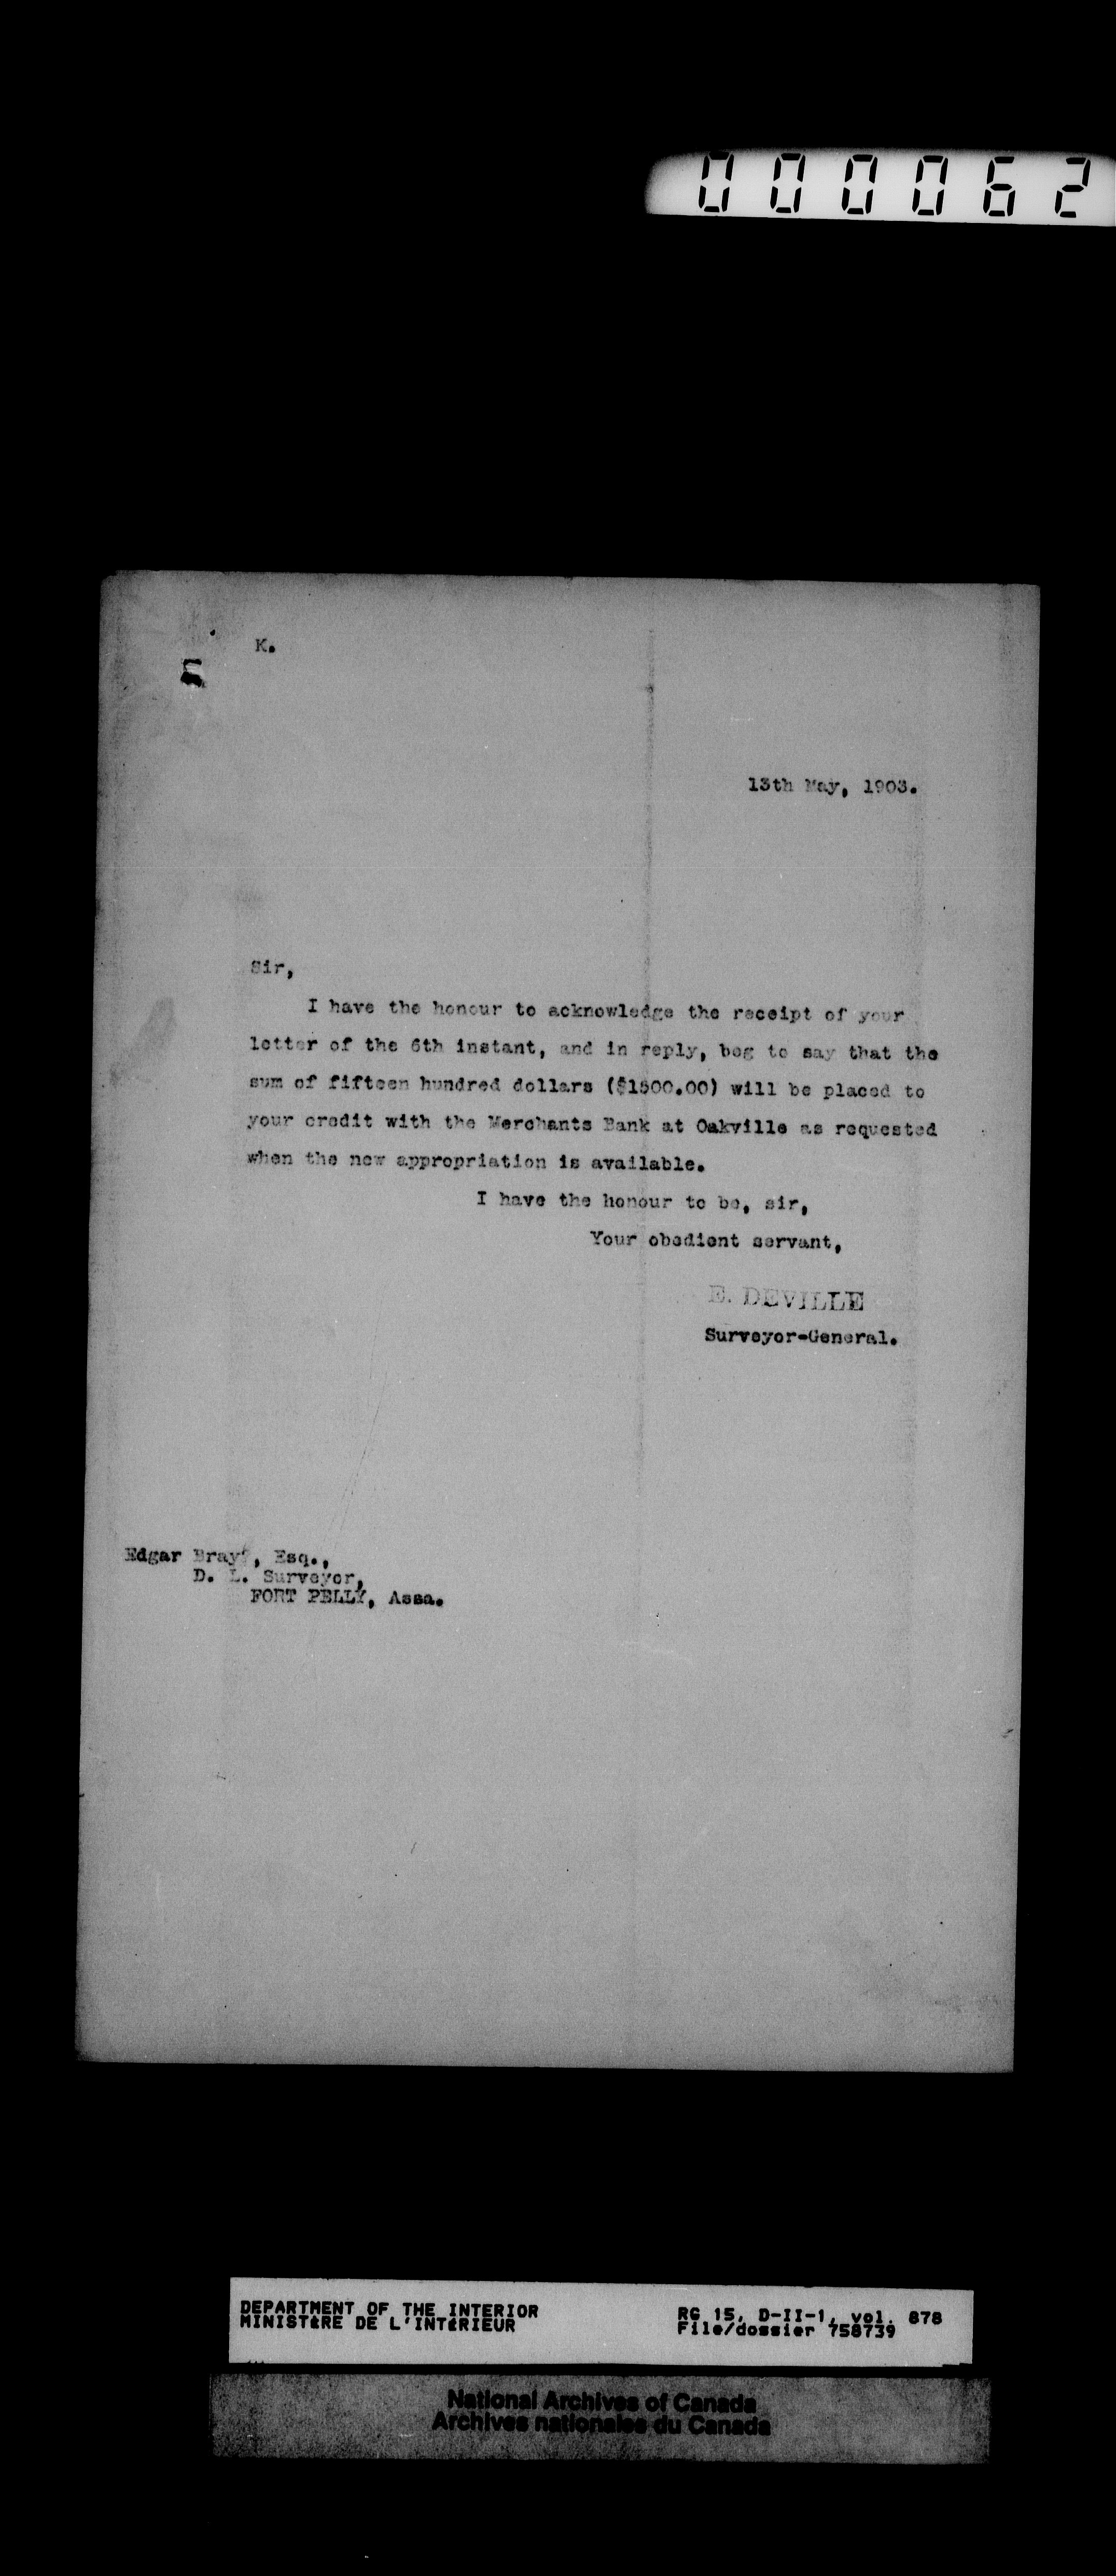 000062
K.
13th May, 1903.
Sir,
I have the honour to acknowledge the receipt of your
letter of the 6th instant, and in reply, beg to say that the
sum of fifteen hundred dollars ($1500.00) will be placed to
your credit with the Merchants Bank at Oakville as requested
when the new appropriation is available.
I have the honour to be, sir,
Your obedient servant,
E. DEVILLE
Surveyor-General.
Edgar Bray, Esq.,
D. L. Surveyor,
FORT PELLY, Assa.
DEPARTMENT OF THE INTERIOR
MINISTÈRE DE L'INTÉRIEUR
RG 15, D-II-1, vol. 878
File/dossier 758739
National Archives of Canada
Archives nationales du Canada